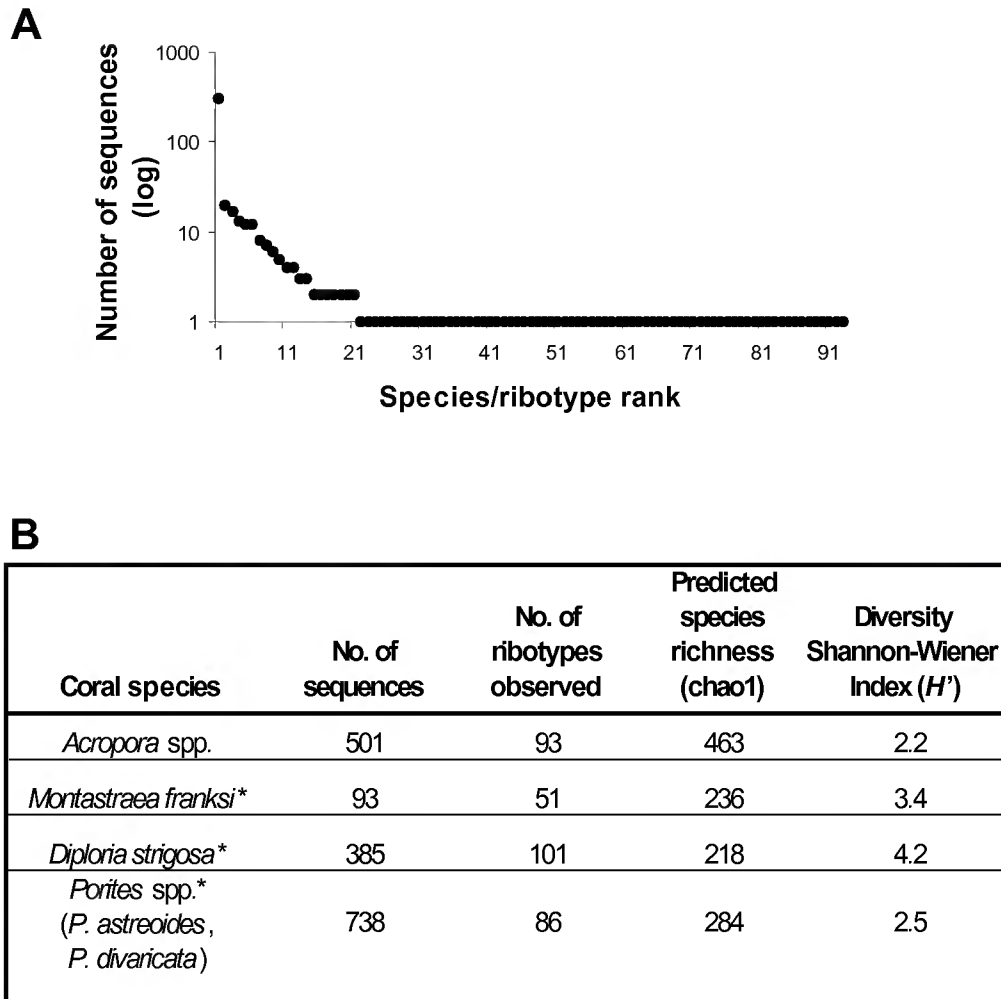 A
Number of sequences
(log)
1000
100
10
1
1 11 21 31 41 51 61 71 81 91
Species/ribotype rank
B
Coral species No. of sequences No. of ribotypes observed Predicted species richness (chao1) Diversity Shannon-Wiener Index (H')
Acropora spp. 501 93 463 2.2
Montastraea franksi* 93 51 236 3.4
Diploria strigosa* 385 101 218 4.2
Porites spp.*
(P. astreoides, 738 86 284 2.5
P. divaricata)